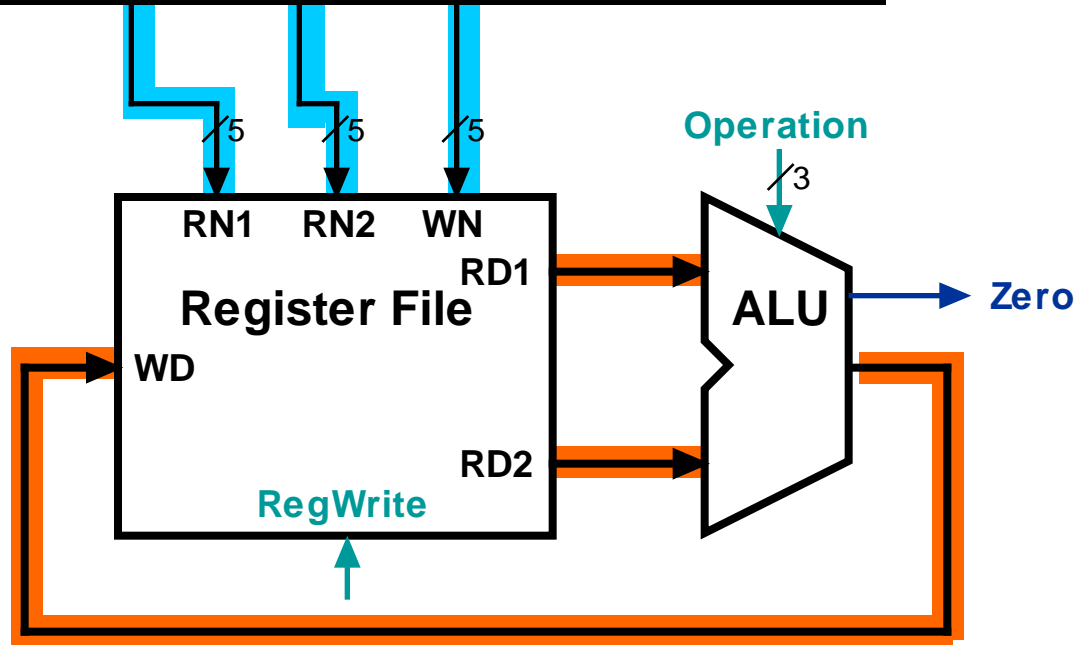 Operation
5
5
5
3
RN1
RN2
WN
RD1
Register File
ALU
Zero
WD
RD2
RegWrite